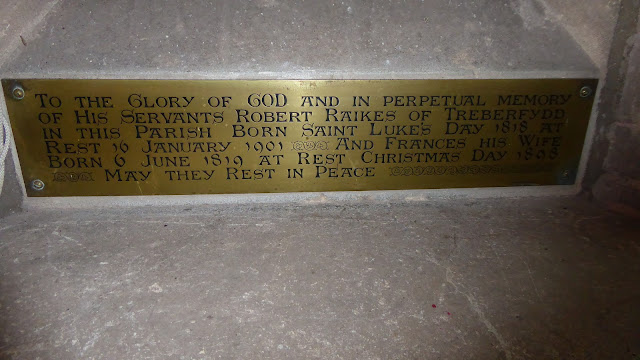 To the Glory of GOD and in perpetual memory
of His Servants Robert Raikes of Treberfydd
in this Parish Born Saint Luke's Day 1818 at
Rest 16 January 1901 And Frances his Wife
Born 6 June 1819 at Rest Christmas Day 1898
May they Rest in Peace